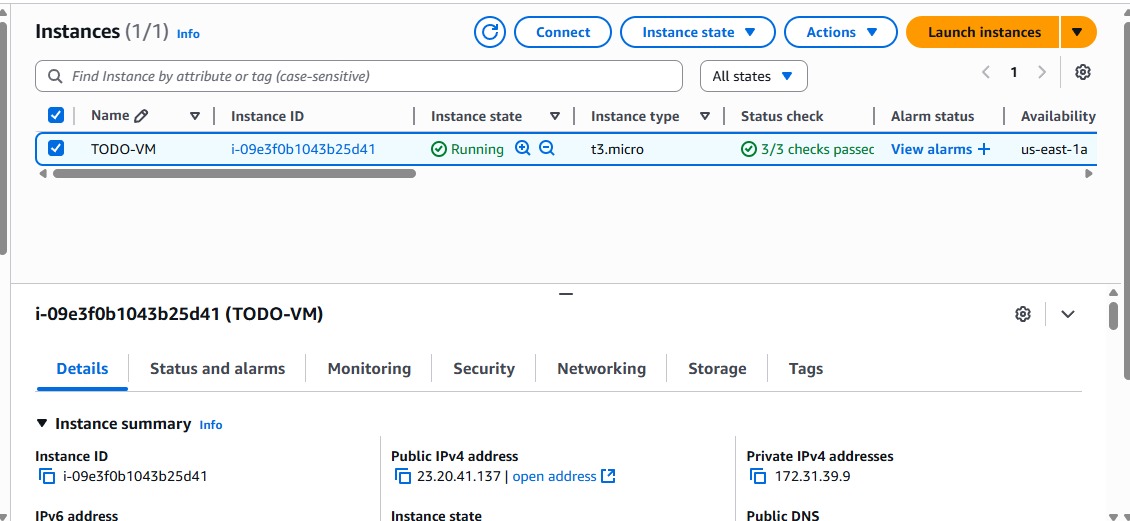 Instances (1/1) Info
Connect
Instance state
Actions
Launch instances
Find Instance by attribute or tag (case-sensitive)
All states
1
Name Instance ID Instance state Instance type Status check Alarm status Availability
TODO-VM i-09e3f0b1043b25d41 Running t3.micro 3/3 checks passec View alarms + us-east-1a
i-09e3f0b1043b25d41 (TODO-VM)
Details Status and alarms Monitoring Security Networking Storage Tags
Instance summary Info
Instance ID
i-09e3f0b1043b25d41
Public IPv4 address
23.20.41.137 | open address
Private IPv4 addresses
172.31.39.9
IPv6 address
Instance state
Public DNS